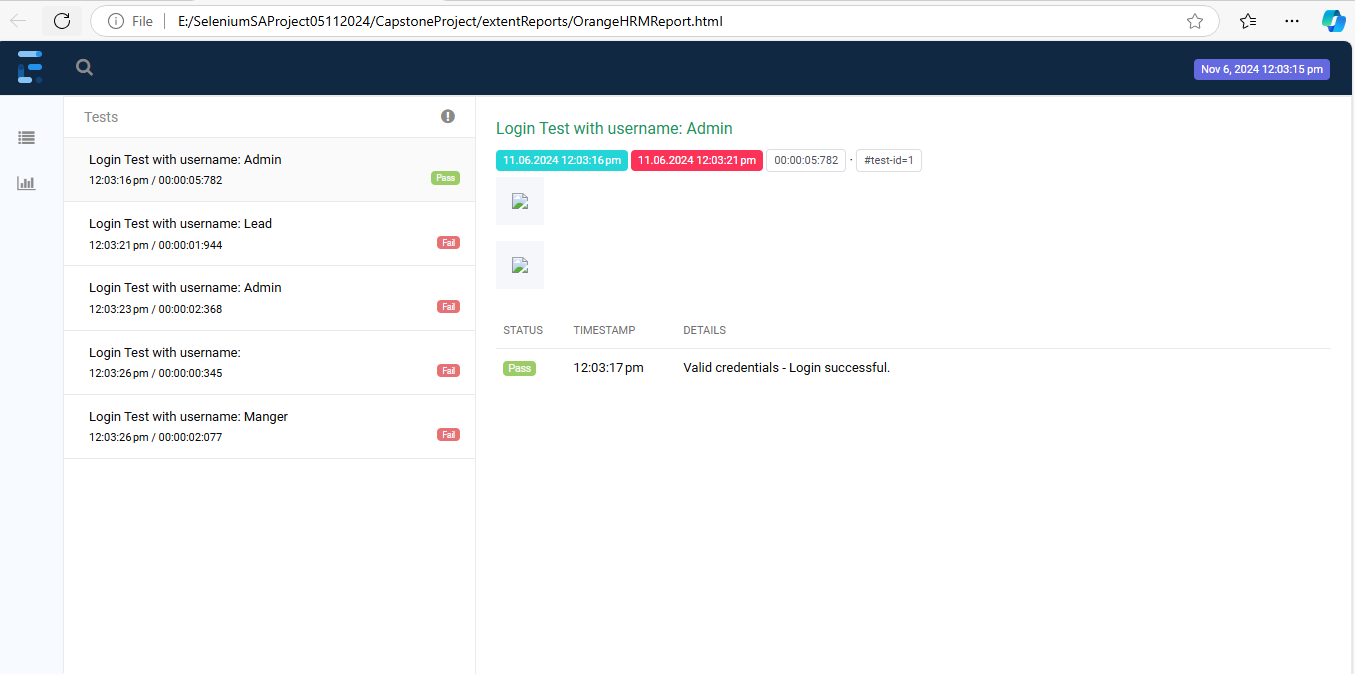 File E:/SeleniumSAProject05112024/CapstoneProject/extentReports/OrangeHRMReport.html
Nov 6, 2024 12:03:15 pm
Tests
Login Test with username: Admin
12:03:16 pm / 00:00:05:782
Pass
Login Test with username: Lead
12:03:21 pm / 00:00:01:944
Fail
Login Test with username: Admin
12:03:23 pm / 00:00:02:368
Fail
Login Test with username:
12:03:26 pm / 00:00:00:345
Fail
Login Test with username: Manger
12:03:26 pm / 00:00:02:077
Fail
Login Test with username: Admin
11.06.2024 12:03:16 pm 11.06.2024 12:03:21 pm 00:00:05:782 · #test-id=1
STATUS TIMESTAMP DETAILS
Pass 12:03:17 pm Valid credentials - Login successful.